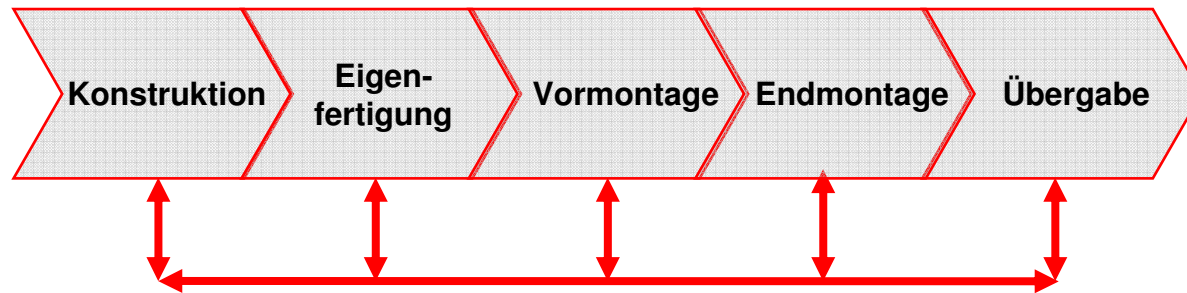 Konstruktion
Eigen-
fertigung
Vormontage
Endmontage
Übergabe